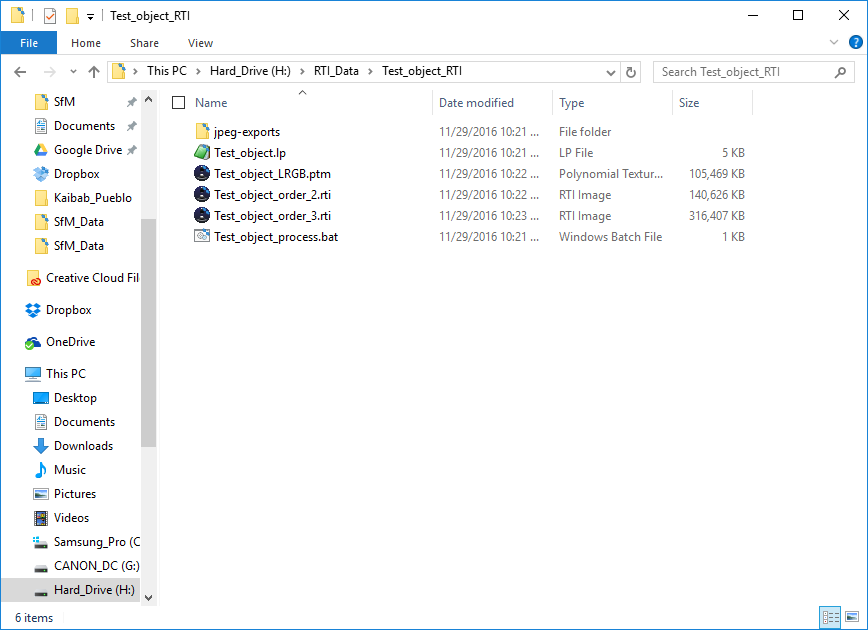 Test_object_RTI
File Home Share View
This PC > Hard_Drive (H:) > RTI_Data > Test_object_RTI
Search Test_object_RTI
SfM
Documents
Google Drive
Dropbox
Kaibab_Pueblo
SfM_Data
SfM_Data
Creative Cloud Fil
Dropbox
OneDrive
This PC
Desktop
Documents
Downloads
Music
Pictures
Videos
Samsung_Pro (C
CANON_DC (G:)
Hard_Drive (H:)
Name Date modified Type Size
jpeg-exports 11/29/2016 10:21 ... File folder
Test_object.lp 11/29/2016 10:21 ... LP File 5 KB
Test_object_LRGB.ptm 11/29/2016 10:22 ... Polynomial Textur... 105,469 KB
Test_object_order_2.rti 11/29/2016 10:22 ... RTI Image 140,626 KB
Test_object_order_3.rti 11/29/2016 10:23 ... RTI Image 316,407 KB
Test_object_process.bat 11/29/2016 10:21 ... Windows Batch File 1 KB
6 items